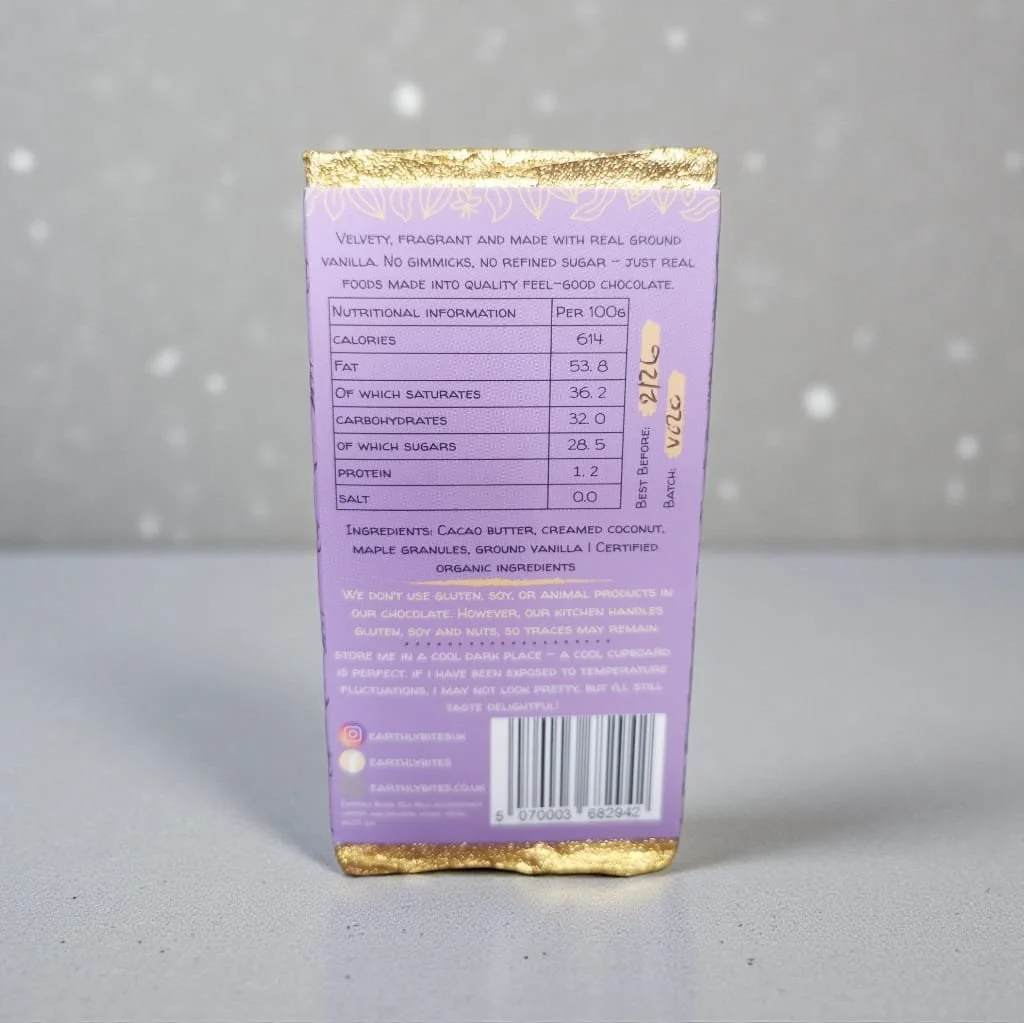 VELVETY, FRAGRANT AND MADE WITH REAL GROUND
VANILLA. NO GIMMICKS, NO REFINED SUGAR – JUST REAL
FOODS MADE INTO QUALITY FEEL-GOOD CHOCOLATE.
NUTRITIONAL INFORMATION PER 100G
CALORIES 614
FAT 53.8
OF WHICH SATURATES 36.2
CARBOHYDRATES 32.0
OF WHICH SUGARS 28.5
PROTEIN 1.2
SALT 0.0
BEST BEFORE: 2/26
BATCH: V020
INGREDIENTS: CACAO BUTTER, CREAMED COCONUT,
MAPLE GRANULES, GROUND VANILLA | CERTIFIED
ORGANIC INGREDIENTS
WE DON'T USE GLUTEN, SOY, OR ANIMAL PRODUCTS IN
OUR CHOCOLATE. HOWEVER, OUR KITCHEN HANDLES
GLUTEN, SOY AND NUTS, SO TRACES MAY REMAIN.
STORE ME IN A COOL DARK PLACE – A COOL CUPBOARD
IS PERFECT. IF I HAVE BEEN EXPOSED TO TEMPERATURE
FLUCTUATIONS, I MAY NOT LOOK PRETTY, BUT I'LL STILL
TASTE DELIGHTFUL!
EARTHLYBITESUK
EARTHLYBITES
EARTHLYBITES.CO.UK
5 070003 682942